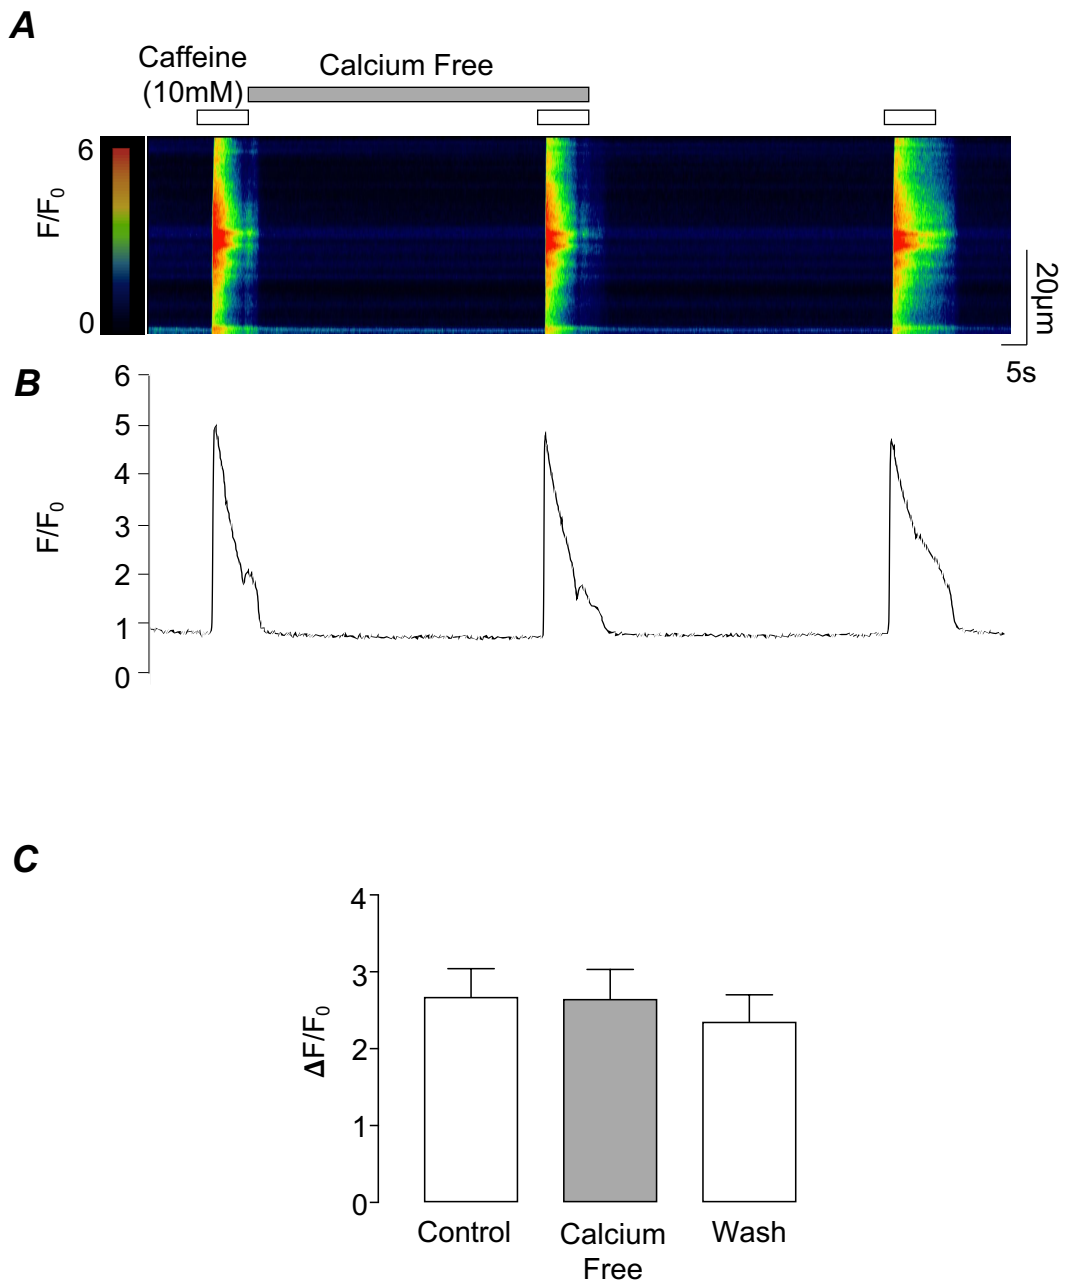 A
Caffeine
(10mM)
Calcium Free
6
F/F0
0
20µm
5s
B
6
5
4
3
2
1
0
F/F0
C
4
3
2
1
0
ΔF/F0
Control
Calcium
Free
Wash